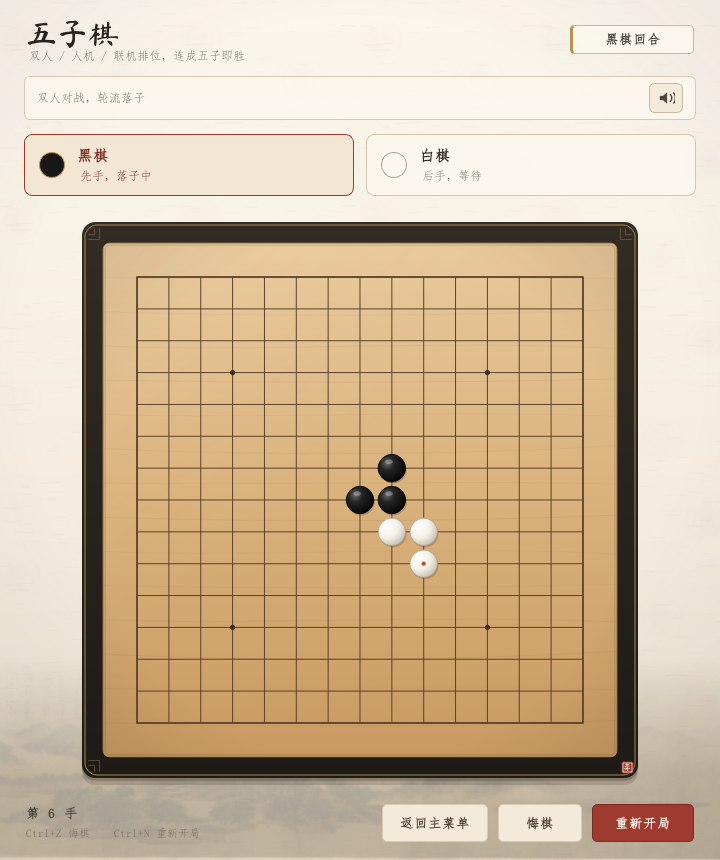 五子棋
双人 / 人机 / 联机排位，连成五子即胜
黑棋回合
双人对战，轮流落子
黑棋
先手，落子中
白棋
后手，等待
第 6 手
Ctrl+Z 悔棋 Ctrl+N 重新开局
返回主菜单
悔棋
重新开局